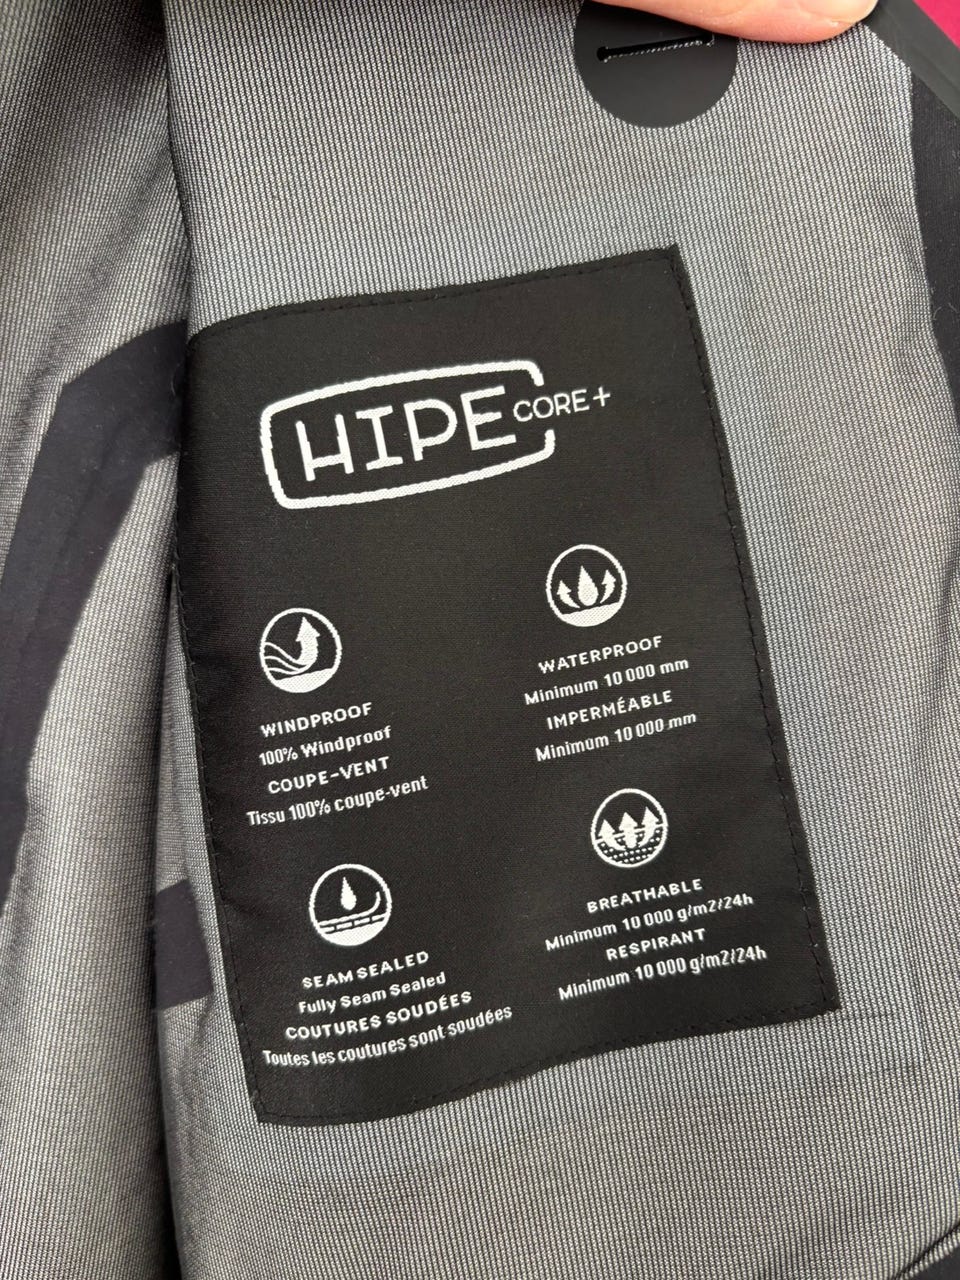 HIPE CORE+
WINDPROOF
100% Windproof
COUPE-VENT
Tissu 100% coupe-vent
WATERPROOF
Minimum 10 000 mm
IMPERMÉABLE
Minimum 10 000 mm
SEAM SEALED
Fully Seam Sealed
COUTURES SOUDÉES
Toutes les coutures sont soudées
BREATHABLE
Minimum 10 000 g/m2/24h
RESPIRANT
Minimum 10 000 g/m2/24h